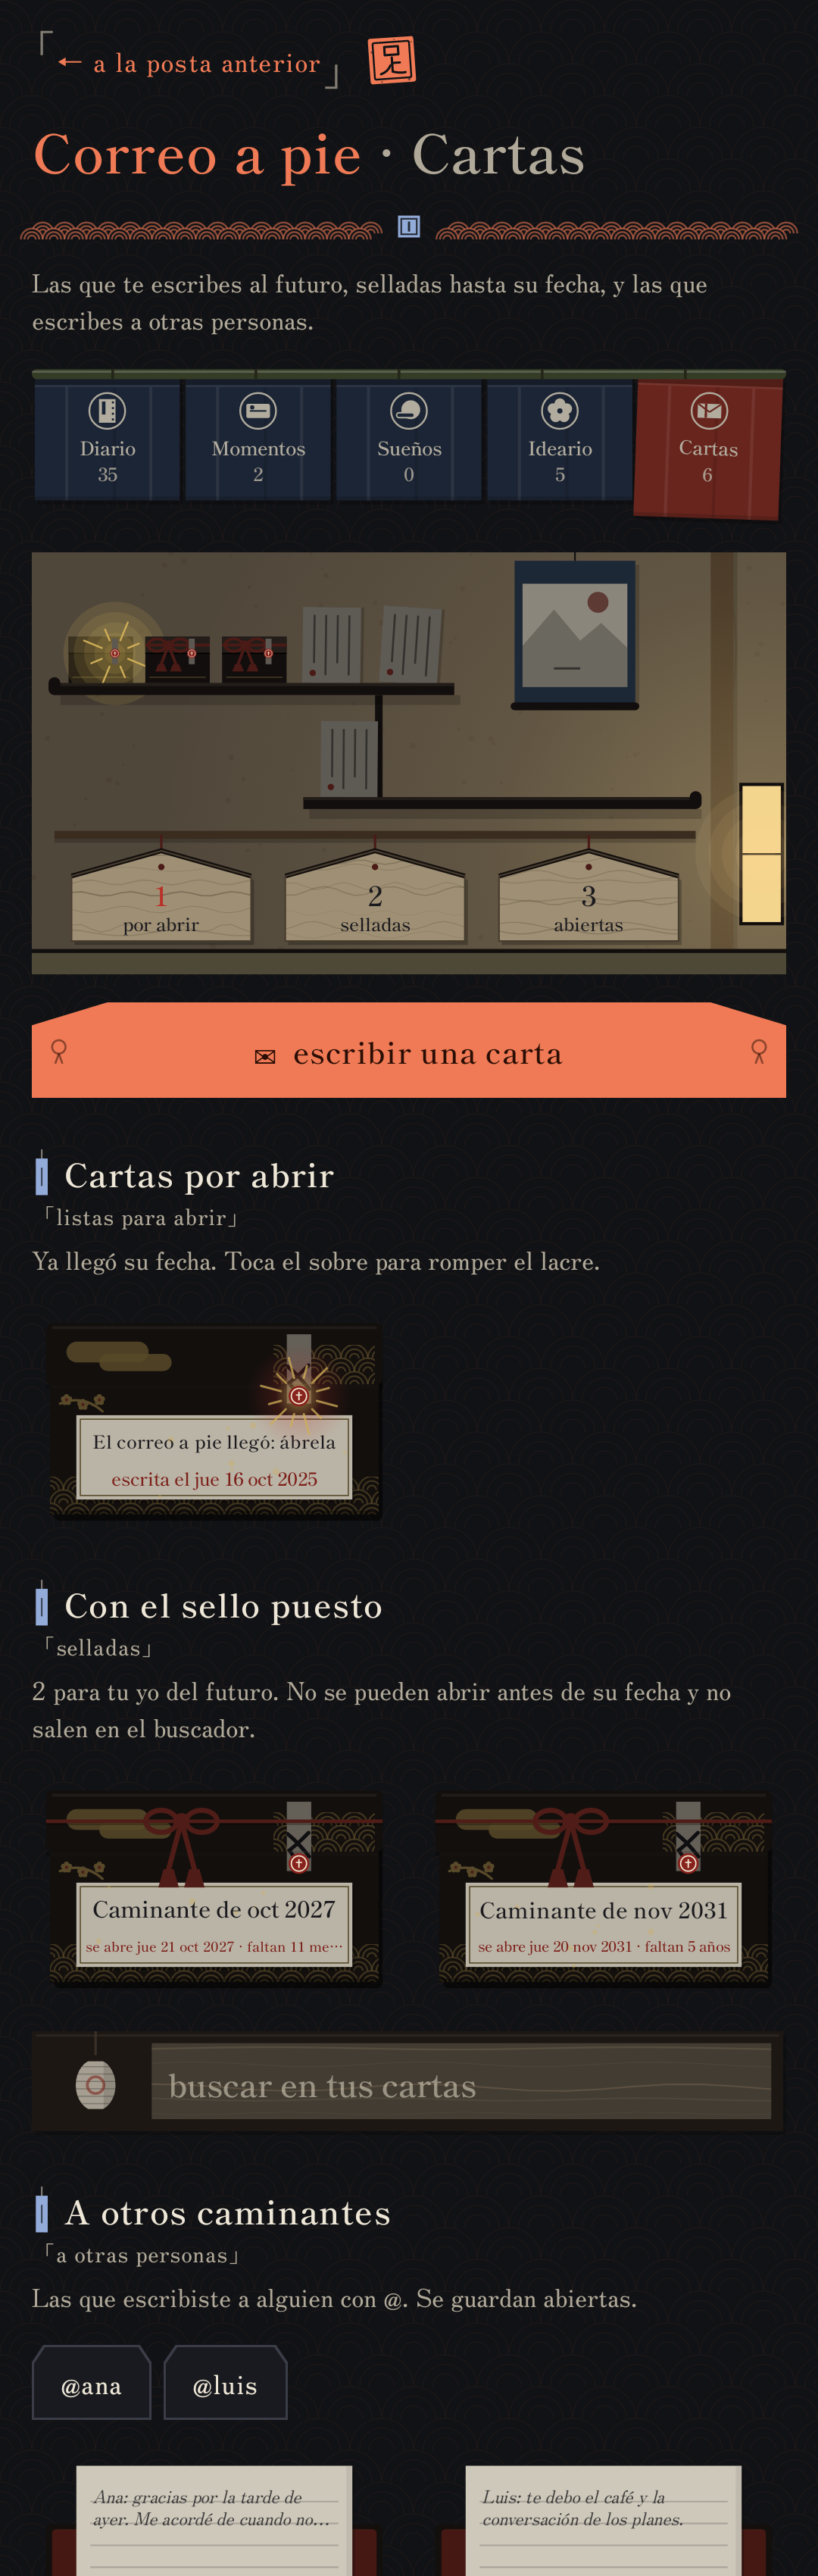 「← a la posta anterior」
足
Correo a pie · Cartas
Las que te escribes al futuro, selladas hasta su fecha, y las que
escribes a otras personas.
Diario
35
Momentos
2
Sueños
0
Ideario
5
Cartas
6
1
por abrir
2
selladas
3
abiertas
✉ escribir una carta
Cartas por abrir
「listas para abrir」
Ya llegó su fecha. Toca el sobre para romper el lacre.
El correo a pie llegó: ábrela
escrita el jue 16 oct 2025
Con el sello puesto
「selladas」
2 para tu yo del futuro. No se pueden abrir antes de su fecha y no
salen en el buscador.
Caminante de oct 2027
se abre jue 21 oct 2027 · faltan 11 me…
Caminante de nov 2031
se abre jue 20 nov 2031 · faltan 5 años
buscar en tus cartas
A otros caminantes
「a otras personas」
Las que escribiste a alguien con @. Se guardan abiertas.
@ana
@luis
Ana: gracias por la tarde de
ayer. Me acordé de cuando no…
Luis: te debo el café y la
conversación de los planes.